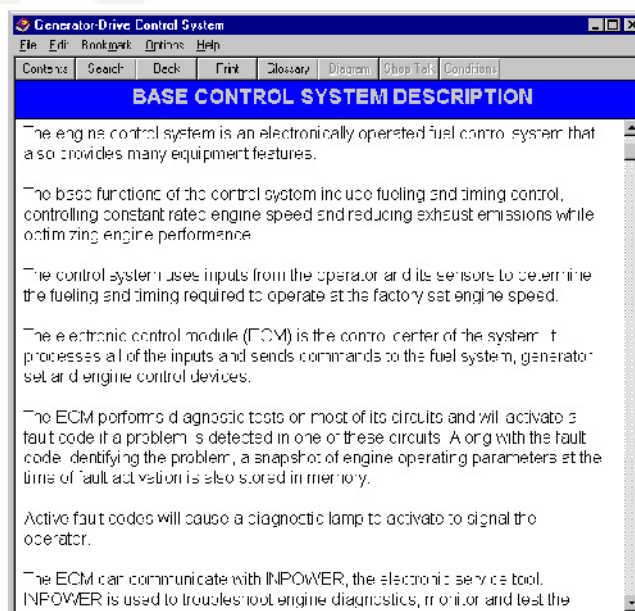 Generator-Drive Control System
File Edit Bookmark Options Help
Contents Search Back Print Glossary Diagram Shop Talk Conditions
BASE CONTROL SYSTEM DESCRIPTION
The engine control system is an electronically operated fuel control system that
also provides many equipment features.
The base functions of the control system include fueling and timing control,
controlling constant rated engine speed and reducing exhaust emissions while
optimizing engine performance.
The control system uses inputs from the operator and its sensors to determine
the fueling and timing required to operate at the factory set engine speed.
The electronic control module (ECM) is the control center of the system. It
processes all of the inputs and sends commands to the fuel system, generator
set and engine control devices.
The ECM performs diagnostic tests on most of its circuits and will activate a
fault code if a problem is detected in one of these circuits. Along with the fault
code identifying the problem, a snapshot of engine operating parameters at the
time of fault activation is also stored in memory.
Active fault codes will cause a diagnostic lamp to activate to signal the
operator.
The ECM can communicate with INPOWER, the electronic service tool.
INPOWER is used to troubleshoot engine diagnostics, monitor and test the